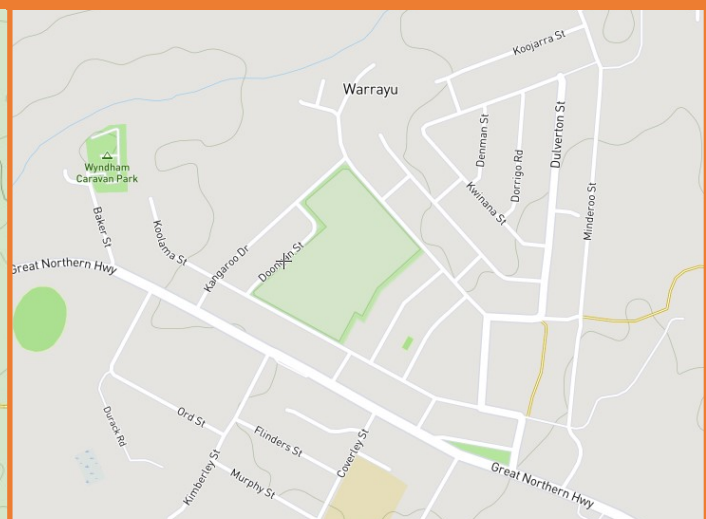 Koojarra St
Warrayu
Denman St
Dorrigo Rd
Dulverton St
Wyndham
Caravan Park
Kwinana St
Minderoo St
Baker St
Koolama St
Kangaroo Dr
Great Northern Hwy
Durack Rd
Ord St
Flinders St
Coverley St
Kimberley St
Murphy St
Great Northern Hwy